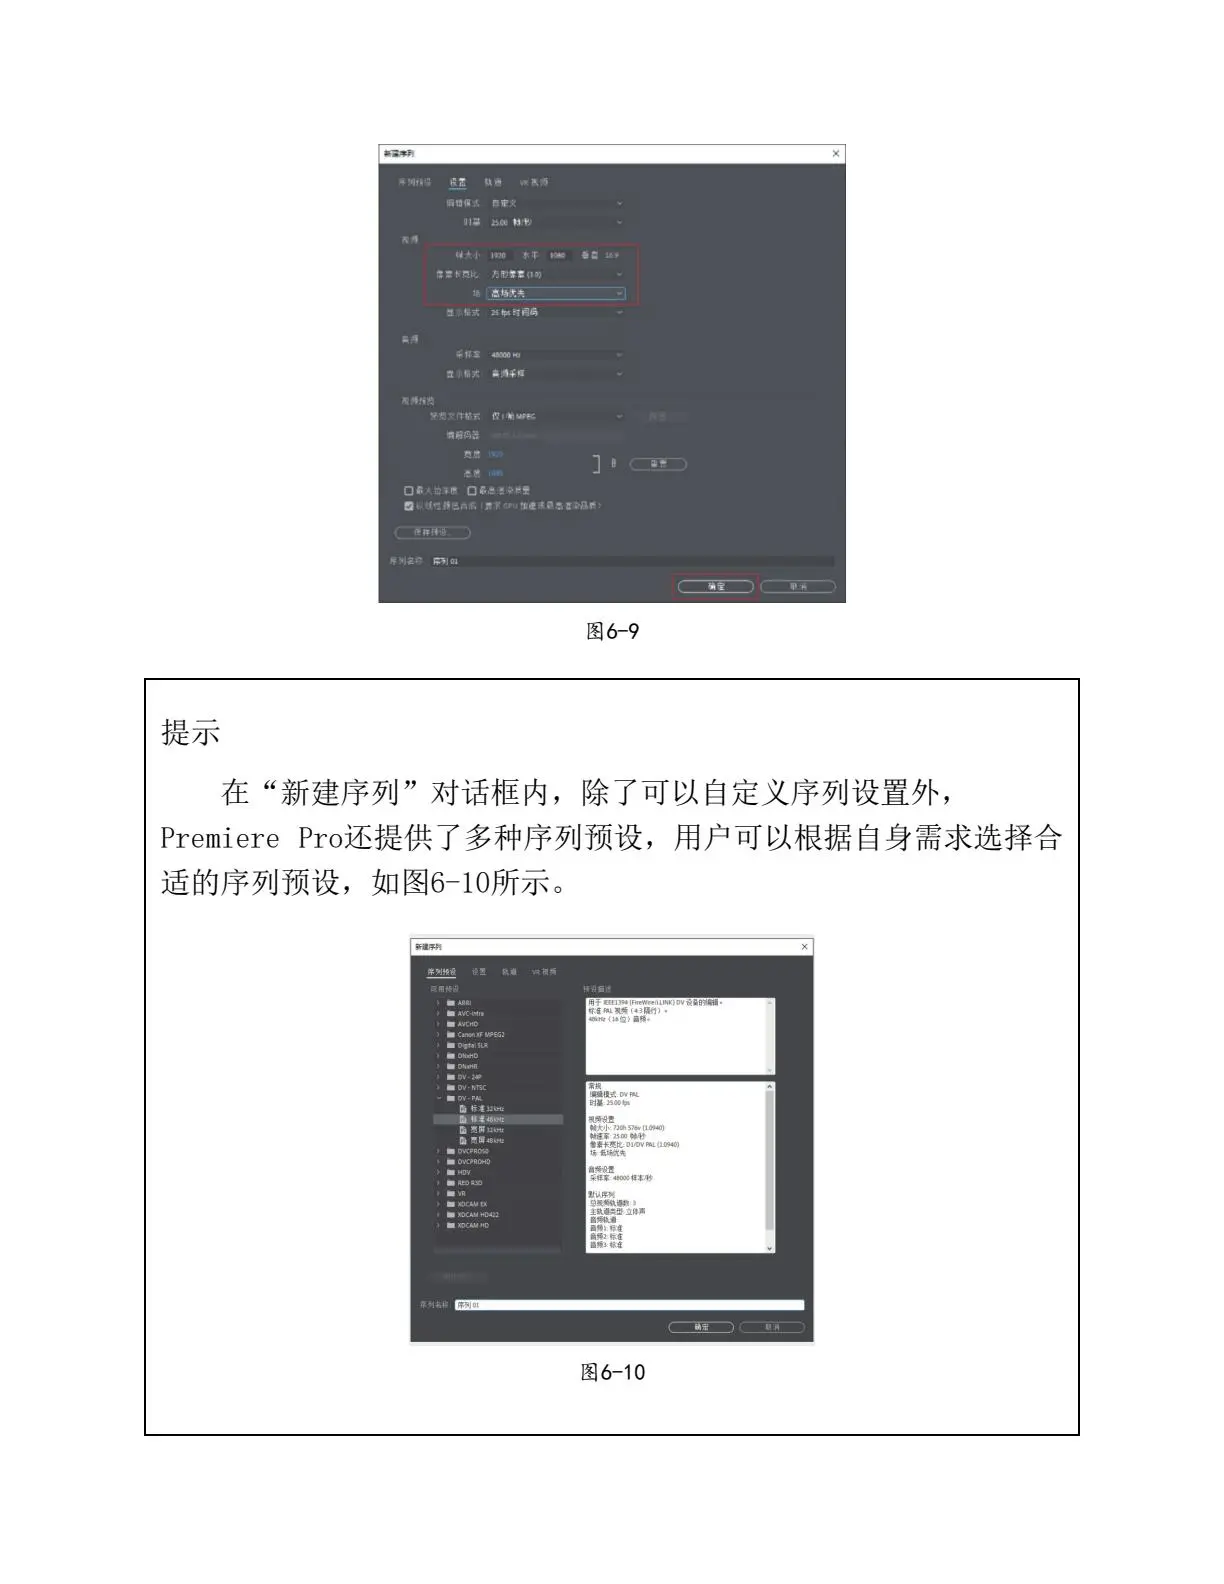 新建序列
序列预设 设置 轨道 VR 视频
编辑模式 自定义
时基 25.00 帧/秒
视频
帧大小 1920 水平 1080 垂直 16:9
像素长宽比 方形像素 (1.0)
场 高场优先
显示格式 25 fps 时间码
音频
采样率 48000 Hz
显示格式 音频采样
视频预览
预览文件格式 仅 I 帧 MPEG
编解码器
宽度 1920
高度 1080
重置
最大位深度 最高渲染质量
以线性颜色合成（要求 GPU 加速或最高渲染品质）
保存预设...
序列名称 序列 01
确定 取消
图6-9
提示
在“新建序列”对话框内，除了可以自定义序列设置外，
Premiere Pro还提供了多种序列预设，用户可以根据自身需求选择合
适的序列预设，如图6-10所示。
新建序列
序列预设 设置 轨道 VR 视频
可用预设
ARRI
AVC-Intra
AVCHD
Canon XF MPEG2
Digital SLR
DNxHD
DNxHR
DV - 24P
DV - NTSC
DV - PAL
标准 32kHz
标准 48kHz
宽屏 32kHz
宽屏 48kHz
DVCPRO50
DVCPROHD
HDV
RED R3D
VR
XDCAM EX
XDCAM HD422
XDCAM HD
预设描述
用于 IEEE1394 (FireWire/i.LINK) DV 设备的编辑。
标准 PAL 视频（4:3 隔行）。
48kHz（16 位）音频。
常规
编辑模式: DV PAL
时基: 25.00 fps
视频设置
帧大小: 720h 576v (1.0940)
帧速率: 25.00 帧/秒
像素长宽比: D1/DV PAL (1.0940)
场: 低场优先
音频设置
采样率: 48000 样本/秒
默认序列
总视频轨道数: 3
主轨道类型: 立体声
音频轨道:
音频1: 标准
音频2: 标准
音频3: 标准
序列名称: 序列 01
确定 取消
图6-10